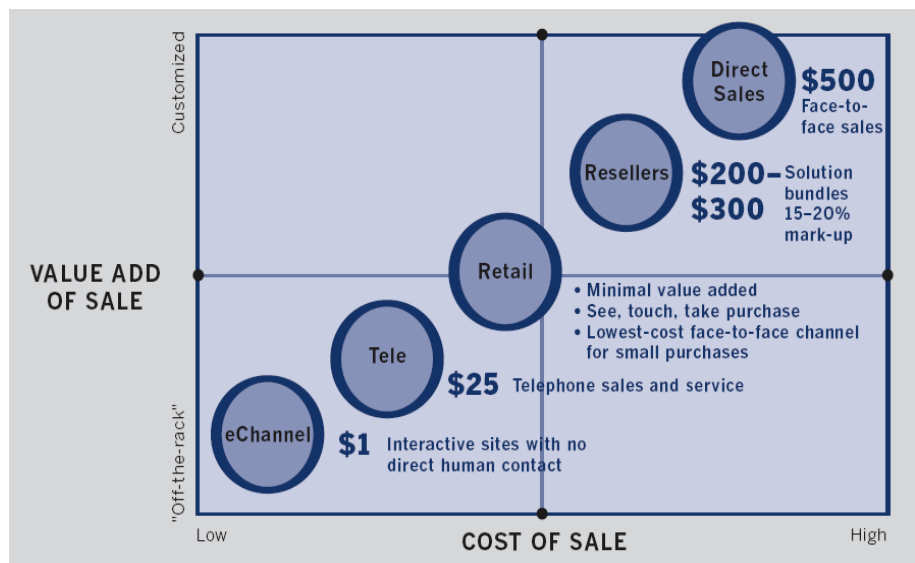 Customized
Direct
Sales
$500
Face-to-
face sales
Resellers
$200–
$300
Solution
bundles
15–20%
mark-up
VALUE ADD
OF SALE
Retail
• Minimal value added
• See, touch, take purchase
• Lowest-cost face-to-face channel
for small purchases
Tele
$25 Telephone sales and service
eChannel
$1
Interactive sites with no
direct human contact
"Off-the-rack"
Low
COST OF SALE
High